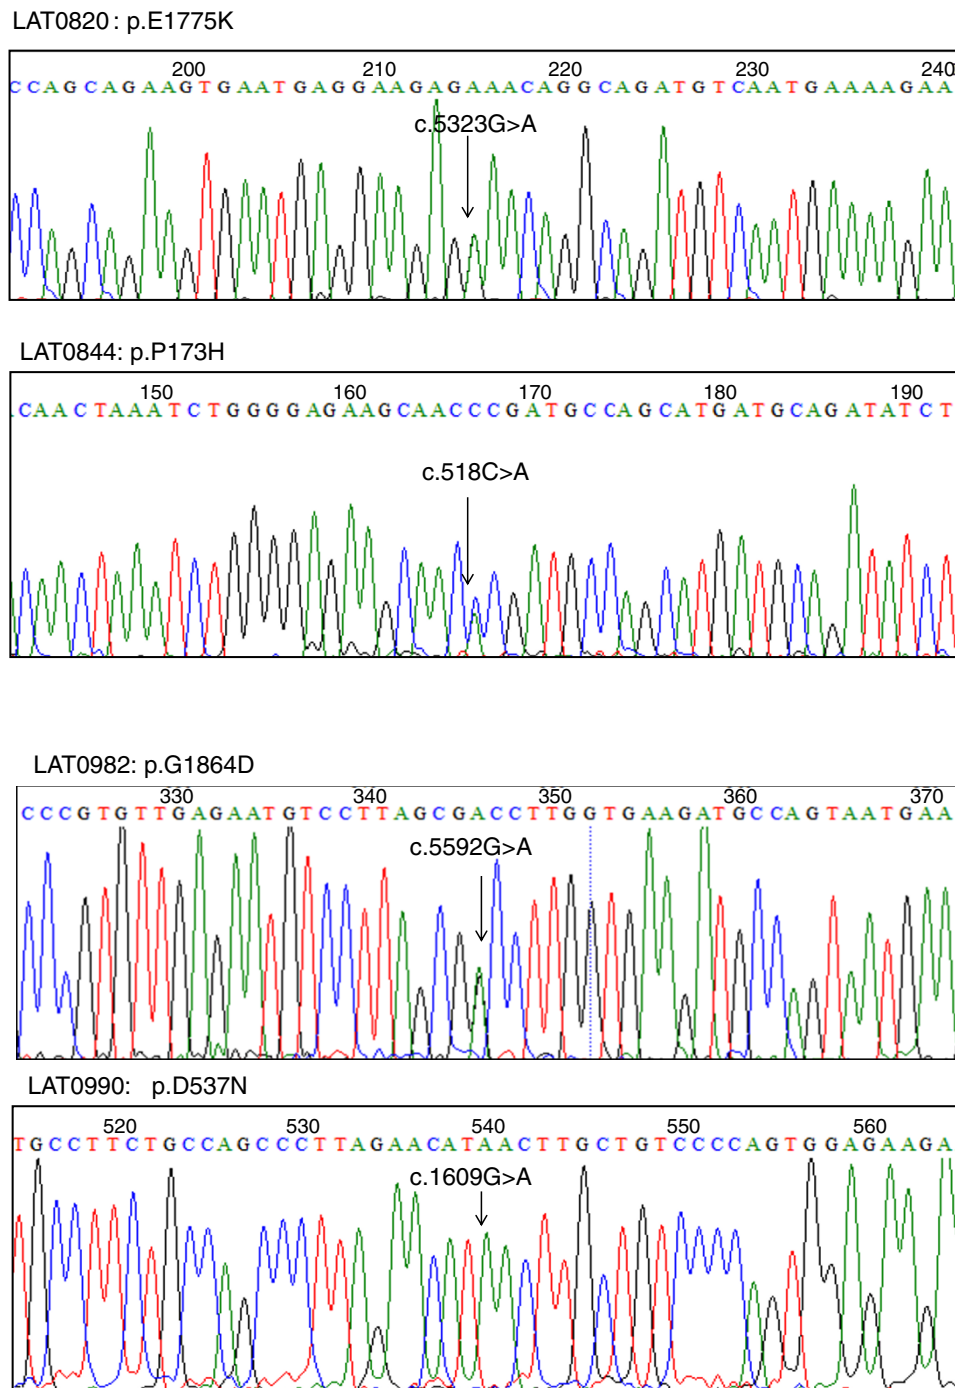 LAT0820 : p.E1775K
200 210 220 230 240
CCAGCAGAAGTGAATGAGGAAGAGAAACAGGCAGATGTCAATGAAAAGAA
c.5323G>A
LAT0844: p.P173H
150 160 170 180 190
CAACTAAATCTGGGGAGAAGCAACCCGATGCCAGCATGATGCAGATATCT
c.518C>A
LAT0982: p.G1864D
330 340 350 360 370
CCCGTGTTGAGAATGTCCTTAGCGACCTTGGTGAAGATGCCAGTAATGAA
c.5592G>A
LAT0990: p.D537N
520 530 540 550 560
TGCCTTCTGCCAGCCCTTAGAACATAACTTGCTGTCCCCAGTGGAGAAGA
c.1609G>A